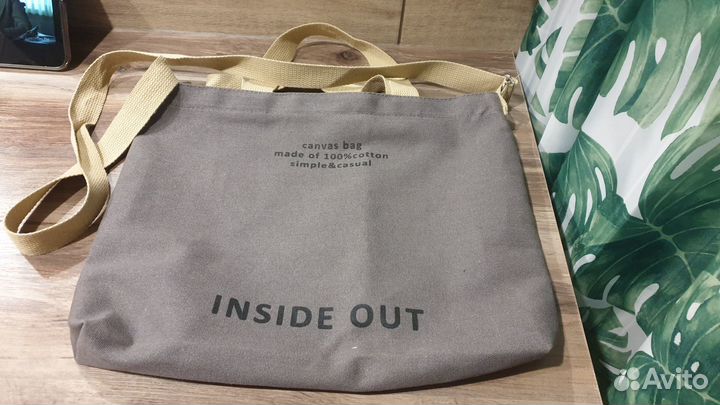 canvas bag
made of 100%cotton
simple&casual
INSIDE OUT
Avito